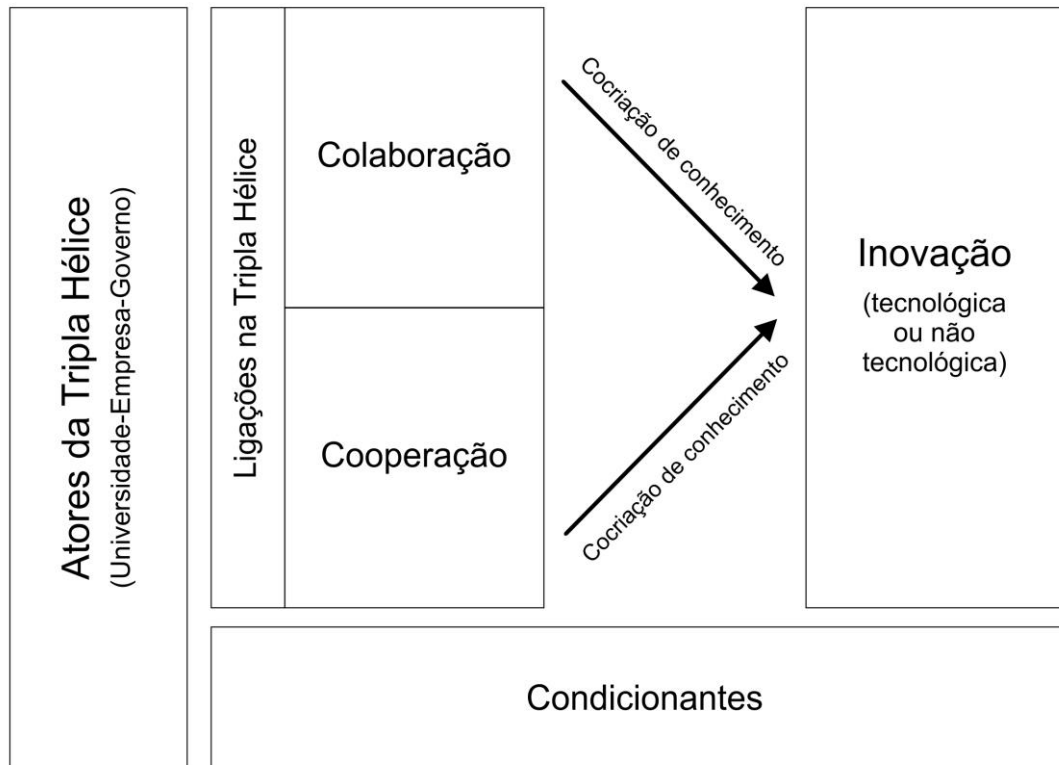 Atores da Tripla Hélice
(Universidade-Empresa-Governo)
Ligações na Tripla Hélice
Colaboração
Cooperação
Cocriação de conhecimento
Cocriação de conhecimento
Inovação
(tecnológica
ou não
tecnológica)
Condicionantes